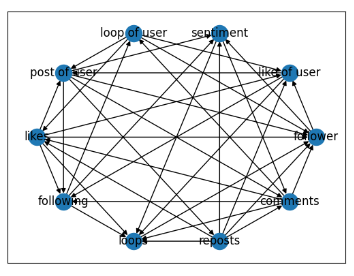 loop of user
sentiment
post of user
like of user
likes
follower
following
comments
loops
reposts